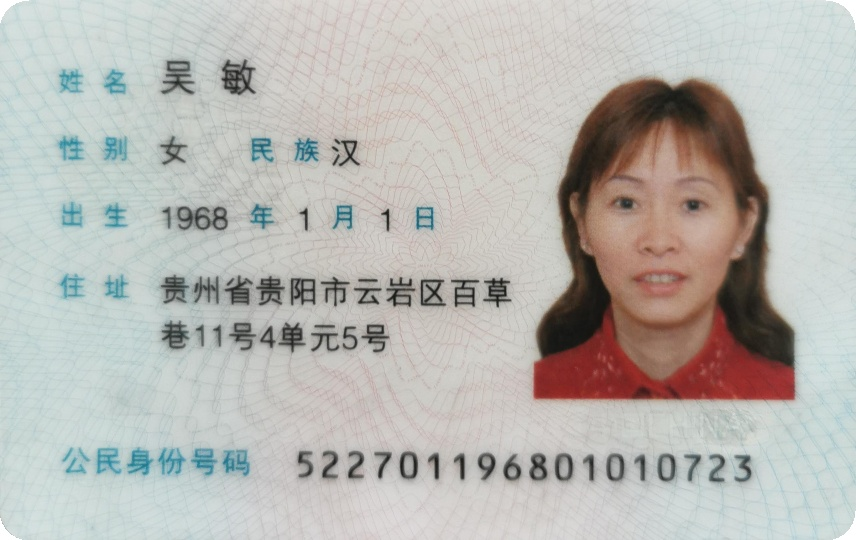 姓名 吴敏
性别 女 民族 汉
出生 1968 年 1 月 1 日
住址 贵州省贵阳市云岩区百草
巷11号4单元5号
公民身份号码 522701196801010723